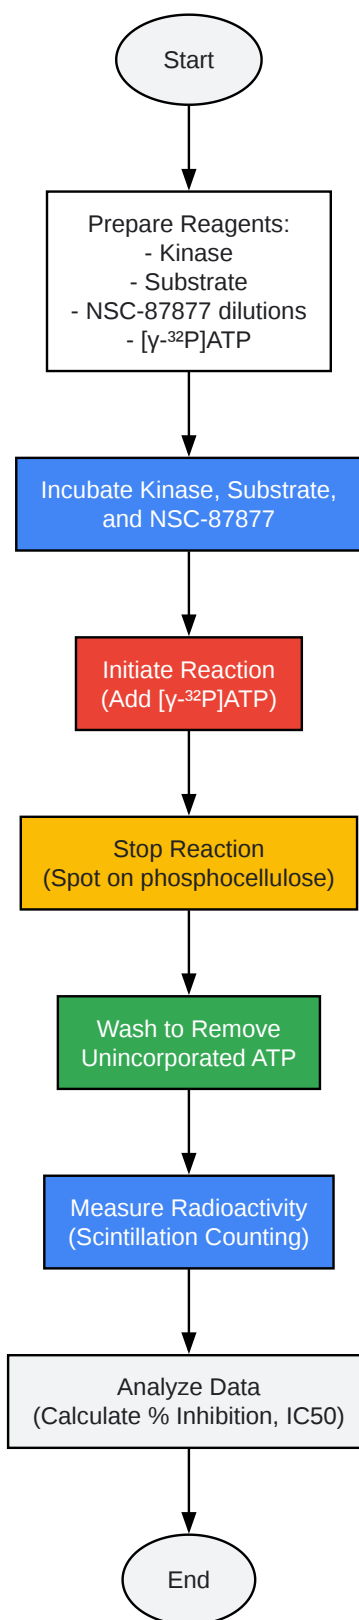 Start
Prepare Reagents:
- Kinase
- Substrate
- NSC-87877 dilutions
- [γ-³²P]ATP
Incubate Kinase, Substrate,
and NSC-87877
Initiate Reaction
(Add [γ-³²P]ATP)
Stop Reaction
(Spot on phosphocellulose)
Wash to Remove
Unincorporated ATP
Measure Radioactivity
(Scintillation Counting)
Analyze Data
(Calculate % Inhibition, IC50)
End